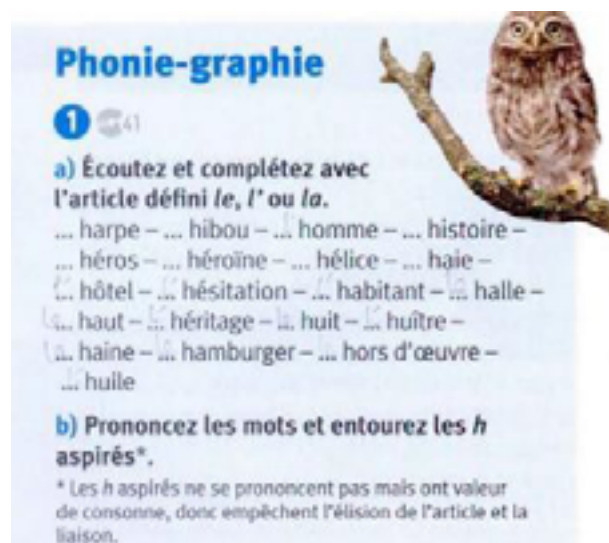 Phonie-graphie
1 41
a) Écoutez et complétez avec
l'article défini le, l' ou la.
... harpe – ... hibou – ... homme – ... histoire –
... héros – ... héroïne – ... hélice – ... haie –
... hôtel – ... hésitation – ... habitant – ... halle –
... haut – ... héritage – ... huit – ... huître –
... haine – ... hamburger – ... hors d'œuvre –
... huile
b) Prononcez les mots et entourez les h
aspirés*.
* Les h aspirés ne se prononcent pas mais ont valeur
de consonne, donc empêchent l'élision de l'article et la
liaison.